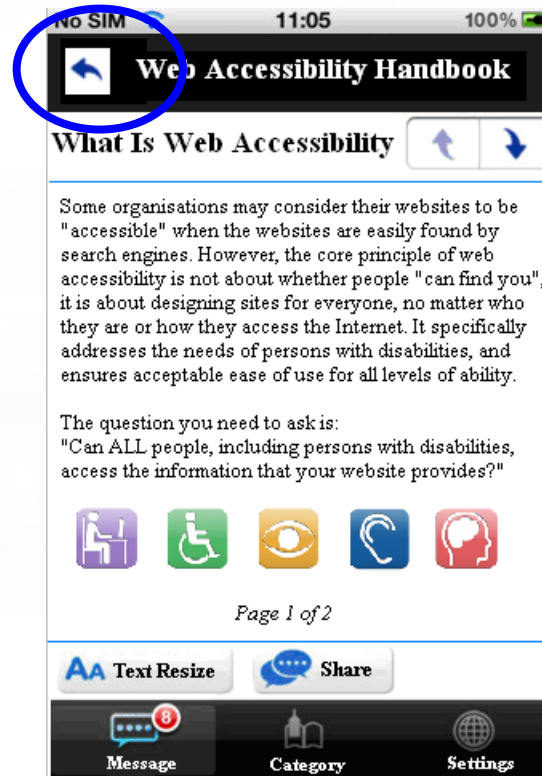 No SIM 11:05 100%
Web Accessibility Handbook
What Is Web Accessibility
Some organisations may consider their websites to be
"accessible" when the websites are easily found by
search engines. However, the core principle of web
accessibility is not about whether people "can find you",
it is about designing sites for everyone, no matter who
they are or how they access the Internet. It specifically
addresses the needs of persons with disabilities, and
ensures acceptable ease of use for all levels of ability.
The question you need to ask is:
"Can ALL people, including persons with disabilities,
access the information that your website provides?"
Page 1 of 2
AA Text Resize Share
8
Message Category Settings